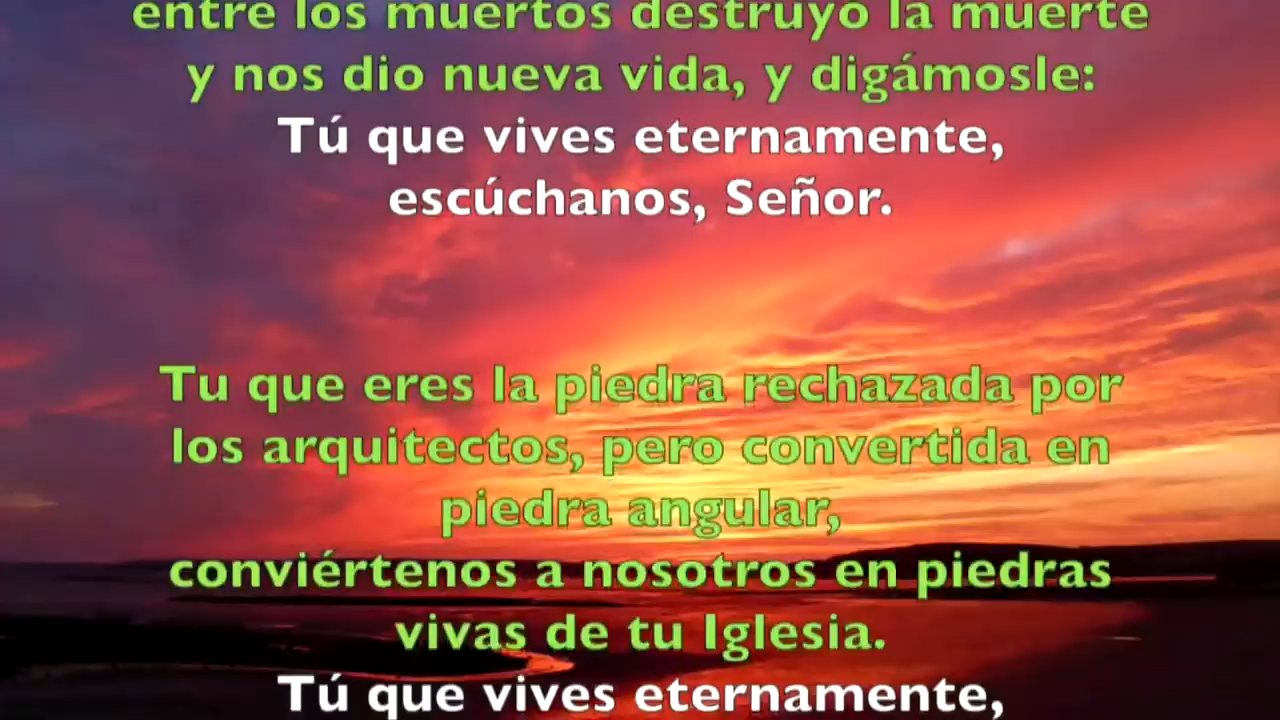 entre los muertos destruyó la muerte
y nos dio nueva vida, y digámosle:
Tú que vives eternamente,
escúchanos, Señor.
Tu que eres la piedra rechazada por
los arquitectos, pero convertida en
piedra angular,
conviértenos a nosotros en piedras
vivas de tu Iglesia.
Tú que vives eternamente,